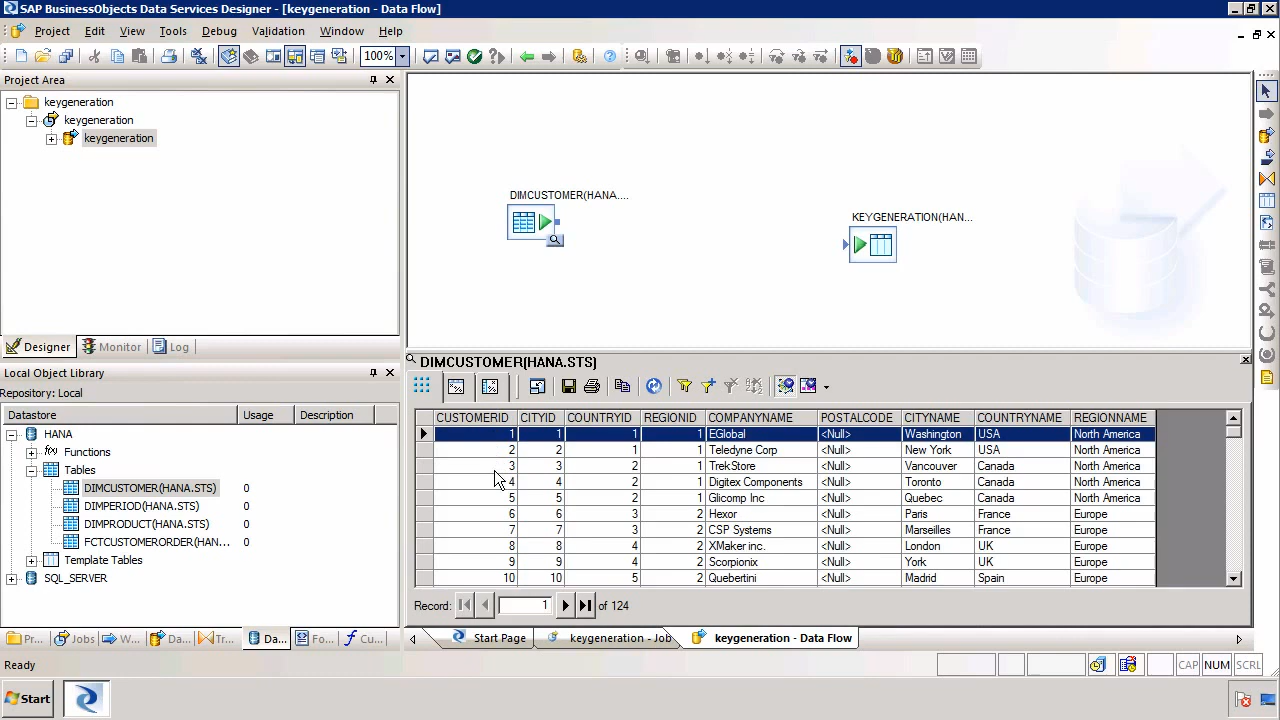 SAP BusinessObjects Data Services Designer - [keygeneration - Data Flow]
Project Edit View Tools Debug Validation Window Help
100%
Project Area
keygeneration
keygeneration
keygeneration
Designer Monitor Log
DIMCUSTOMER(HANA....
KEYGENERATION(HAN...
Local Object Library
Repository: Local
Datastore Usage Description
HANA
Functions
Tables
DIMCUSTOMER(HANA.STS) 0
DIMPERIOD(HANA.STS) 0
DIMPRODUCT(HANA.STS) 0
FCTCUSTOMERORDER(HAN... 0
Template Tables
SQL_SERVER
Pr... Jobs W... Da... Tr... Da... Fo... Cu...
DIMCUSTOMER(HANA.STS)
CUSTOMERID CITYID COUNTRYID REGIONID COMPANYNAME POSTALCODE CITYNAME COUNTRYNAME REGIONNAME
1 1 1 1 EGlobal <Null> Washington USA North America
2 2 1 1 Teledyne Corp <Null> New York USA North America
3 3 2 1 TrekStore <Null> Vancouver Canada North America
4 4 2 1 Digitex Components <Null> Toronto Canada North America
5 5 2 1 Glicomp Inc <Null> Quebec Canada North America
6 6 3 2 Hexor <Null> Paris France Europe
7 7 3 2 CSP Systems <Null> Marseilles France Europe
8 8 4 2 XMaker inc. <Null> London UK Europe
9 9 4 2 Scorpionix <Null> York UK Europe
10 10 5 2 Quebertini <Null> Madrid Spain Europe
Record: 1 of 124
Start Page keygeneration - Job keygeneration - Data Flow
Ready CAP NUM SCRL
Start